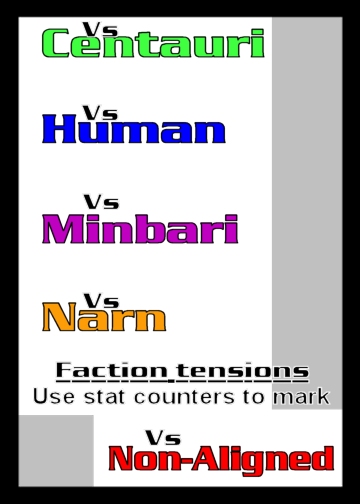 Vs
Centauri
Vs
Human
Vs
Minbari
Vs
Narn
Faction tensions
Use stat counters to mark
Vs
Non-Aligned